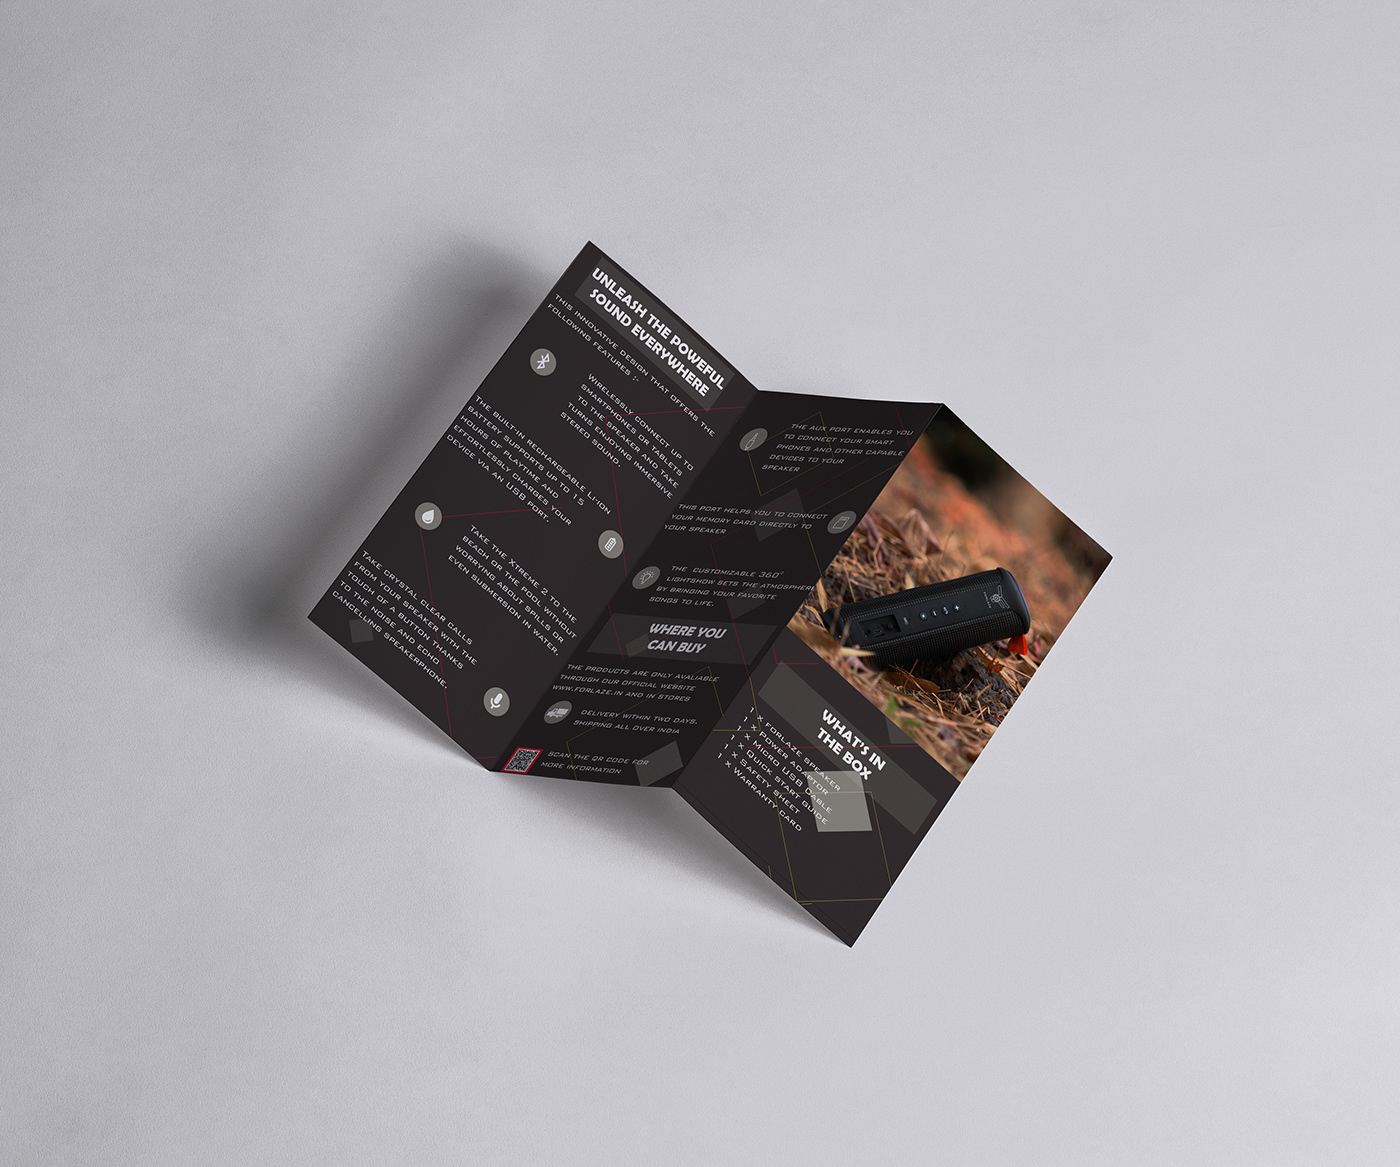 UNLEASH THE POWEFUL
SOUND EVERYWHERE
THIS INNOVATIVE DESIGN THAT OFFERS THE
FOLLOWING FEATURES :-
WIRELESSLY CONNECT UP TO
SMARTPHONES OR TABLETS
TO THE SPEAKER AND TAKE
TURNS ENJOYING IMMERSIVE
STEREO SOUND.
THE BUILT-IN RECHARGEABLE LI-ION
BATTERY SUPPORTS UP TO 15
HOURS OF PLAYTIME AND
EFFORTLESSLY CHARGES YOUR
DEVICE VIA AN USB PORT.
TAKE THE XTREME 2 TO THE
BEACH OR THE POOL WITHOUT
WORRYING ABOUT SPILLS OR
EVEN SUBMERSION IN WATER.
TAKE CRYSTAL CLEAR CALLS
FROM YOUR SPEAKER WITH THE
TOUCH OF A BUTTON THANKS
TO THE NOISE AND ECHO
CANCELLING SPEAKERPHONE.
THE AUX PORT ENABLES YOU
TO CONNECT YOUR SMART
PHONES AND OTHER CAPABLE
DEVICES TO YOUR
SPEAKER
THIS PORT HELPS YOU TO CONNECT
YOUR MEMORY CARD DIRECTLY TO
YOUR SPEAKER
THE CUSTOMIZABLE 360°
LIGHTSHOW SETS THE ATMOSPHERE
BY BRINGING YOUR FAVORITE
SONGS TO LIFE.
WHERE YOU
CAN BUY
THE PRODUCTS ARE ONLY AVALIABLE
THROUGH OUR OFFICIAL WEBSITE
WWW.FORLAZE.IN AND IN STORES
DELIVERY WITHIN TWO DAYS.
SHIPPING ALL OVER INDIA
SCAN THE QR CODE FOR
MORE INFORMATION
WHAT'S IN
THE BOX
1 X FORLAZE SPEAKER
1 X POWER ADAPTOR
1 X MICRO USB CABLE
1 X QUICK START GUIDE
1 X SAFETY SHEET
1 X WARRANTY CARD